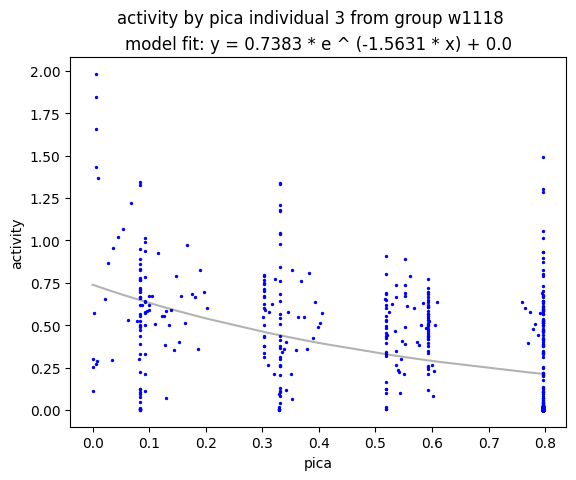 activity by pica individual 3 from group w1118
model fit: y = 0.7383 * e ^ (-1.5631 * x) + 0.0
2.00
1.75
1.50
1.25
1.00
0.75
0.50
0.25
0.00
activity
0.0 0.1 0.2 0.3 0.4 0.5 0.6 0.7 0.8
pica